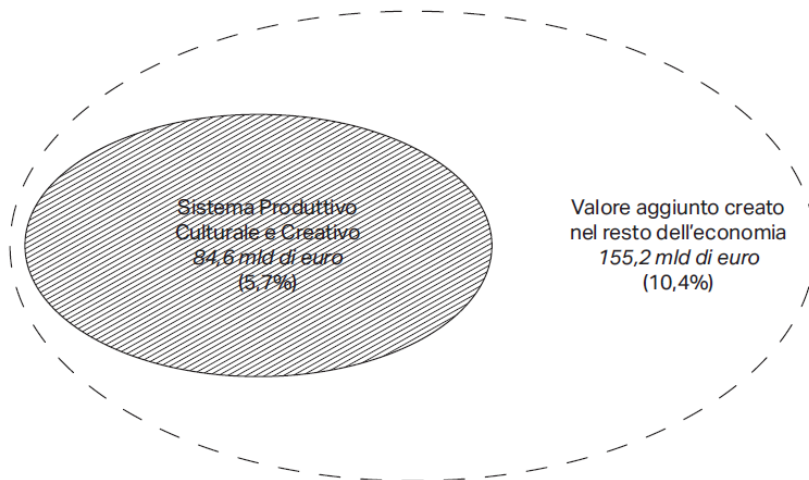 Sistema Produttivo
Culturale e Creativo
84,6 mld di euro
(5,7%)
Valore aggiunto creato
nel resto dell'economia
155,2 mld di euro
(10,4%)